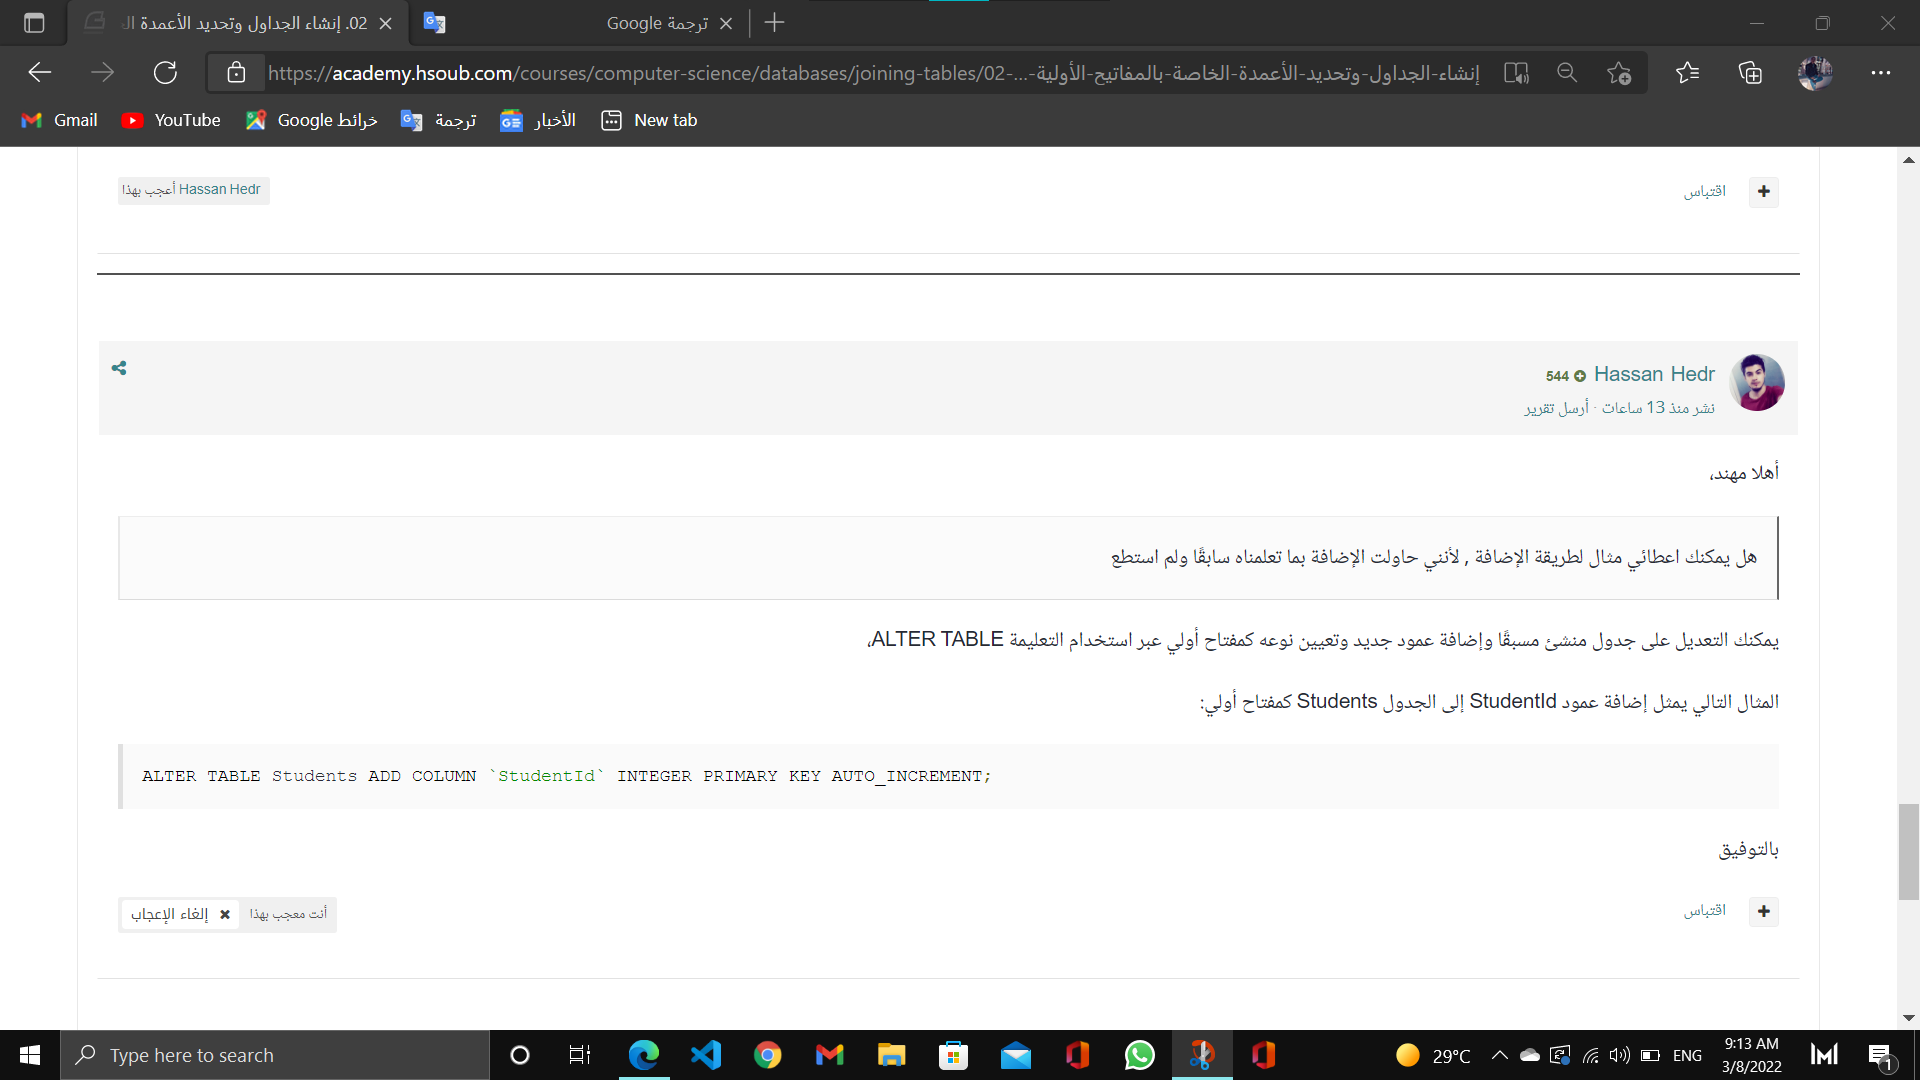 02. إنشاء الجداول وتحديد الأعمدة ال
ترجمة Google
https://academy.hsoub.com/courses/computer-science/databases/joining-tables/02-...-إنشاء-الجداول-وتحديد-الأعمدة-الخاصة-بالمفاتيح-الأولية
Gmail
YouTube
خرائط Google
ترجمة
الأخبار
New tab
Hassan Hedr أعجب بهذا
اقتباس
Hassan Hedr 544
نشر منذ 13 ساعات · أرسل تقرير
أهلا مهند،
هل يمكنك اعطائي مثال لطريقة الإضافة , لأنني حاولت الإضافة بما تعلمناه سابقًا ولم استطع
يمكنك التعديل على جدول منشئ مسبقًا وإضافة عمود جديد وتعيين نوعه كمفتاح أولي عبر استخدام التعليمة ALTER TABLE،
المثال التالي يمثل إضافة عمود StudentId إلى الجدول Students كمفتاح أولي:
ALTER TABLE Students ADD COLUMN `StudentId` INTEGER PRIMARY KEY AUTO_INCREMENT;
بالتوفيق
أنت معجب بهذا
إلغاء الإعجاب
اقتباس
Type here to search
29°C
ENG
9:13 AM
3/8/2022
1